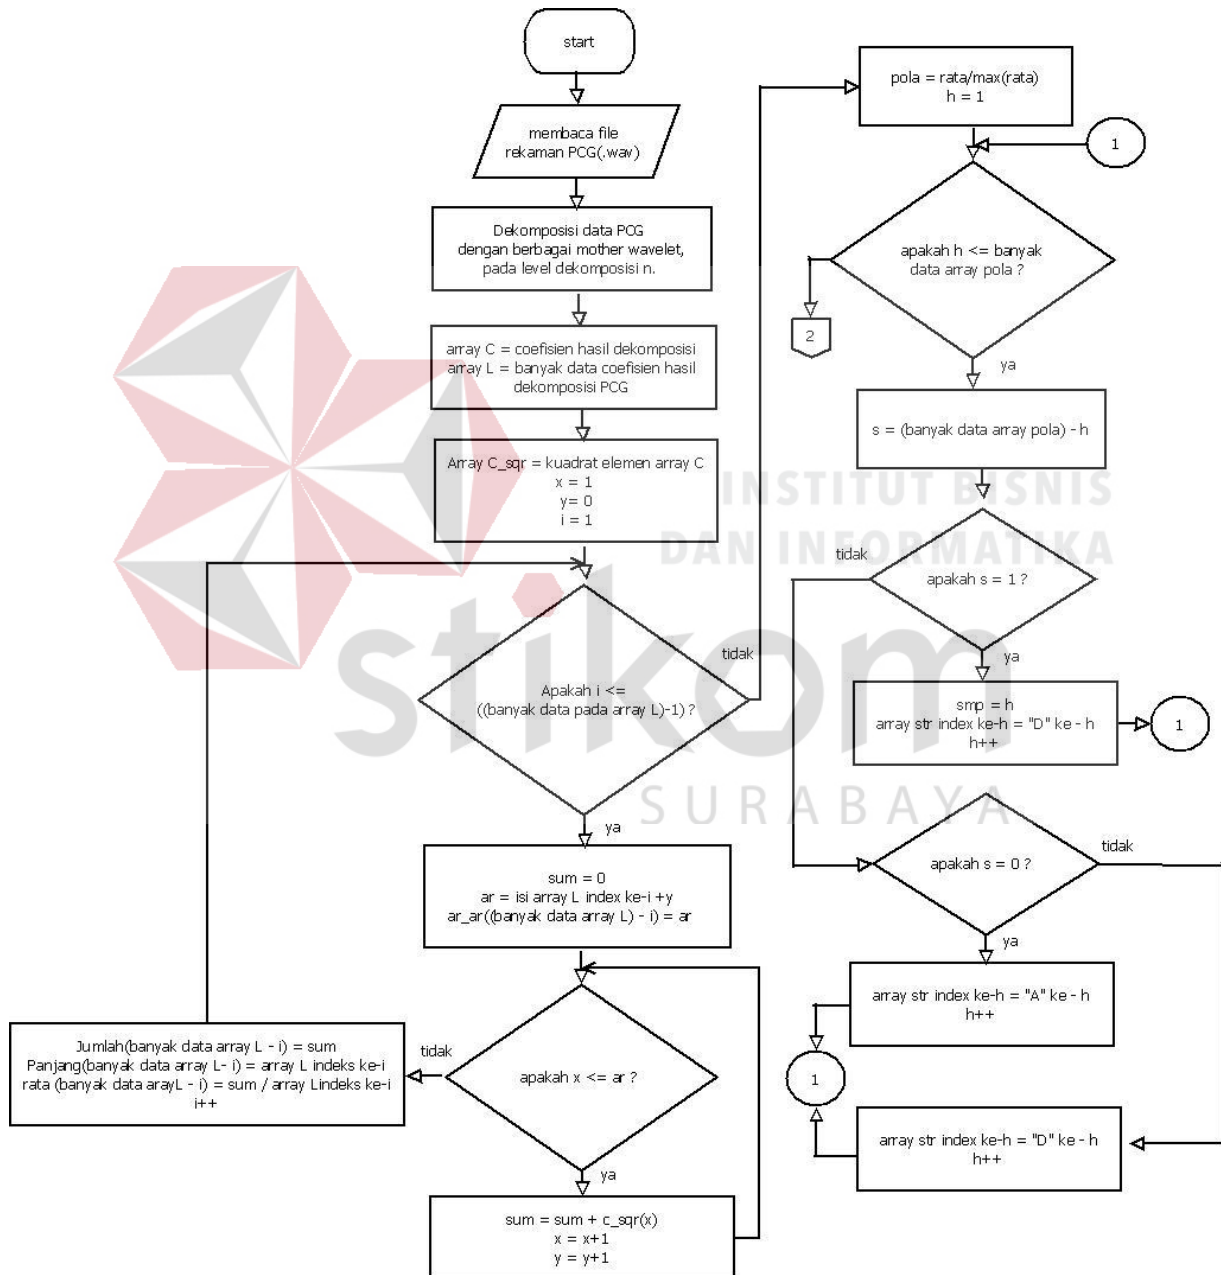 start
membaca file
rekaman PCG(.wav)
Dekomposisi data PCG
dengan berbagai mother wavelet,
pada level dekomposisi n.
array C = coefisien hasil dekomposisi
array L = banyak data coefisien hasil
dekomposisi PCG
Array C_sqr = kuadrat elemen array C
x = 1
y= 0
i = 1
Apakah i <=
((banyak data pada array L)-1) ?
tidak
ya
sum = 0
ar = isi array L index ke-i +y
ar_ar((banyak data array L) - i) = ar
apakah x <= ar ?
tidak
ya
Jumlah(banyak data array L - i) = sum
Panjang(banyak data array L- i) = array L indeks ke-i
rata (banyak data arayL - i) = sum / array Lindeks ke-i
i++
sum = sum + c_sqr(x)
x = x+1
y = y+1
pola = rata/max(rata)
h = 1
1
apakah h <= banyak
data array pola ?
2
ya
s = (banyak data array pola) - h
apakah s = 1 ?
tidak
ya
smp = h
array str index ke-h = "D" ke - h
h++
1
apakah s = 0 ?
tidak
ya
array str index ke-h = "A" ke - h
h++
1
array str index ke-h = "D" ke - h
h++
INSTITUT BISNIS
DAN INFORMATIKA
stikom
SURABAYA